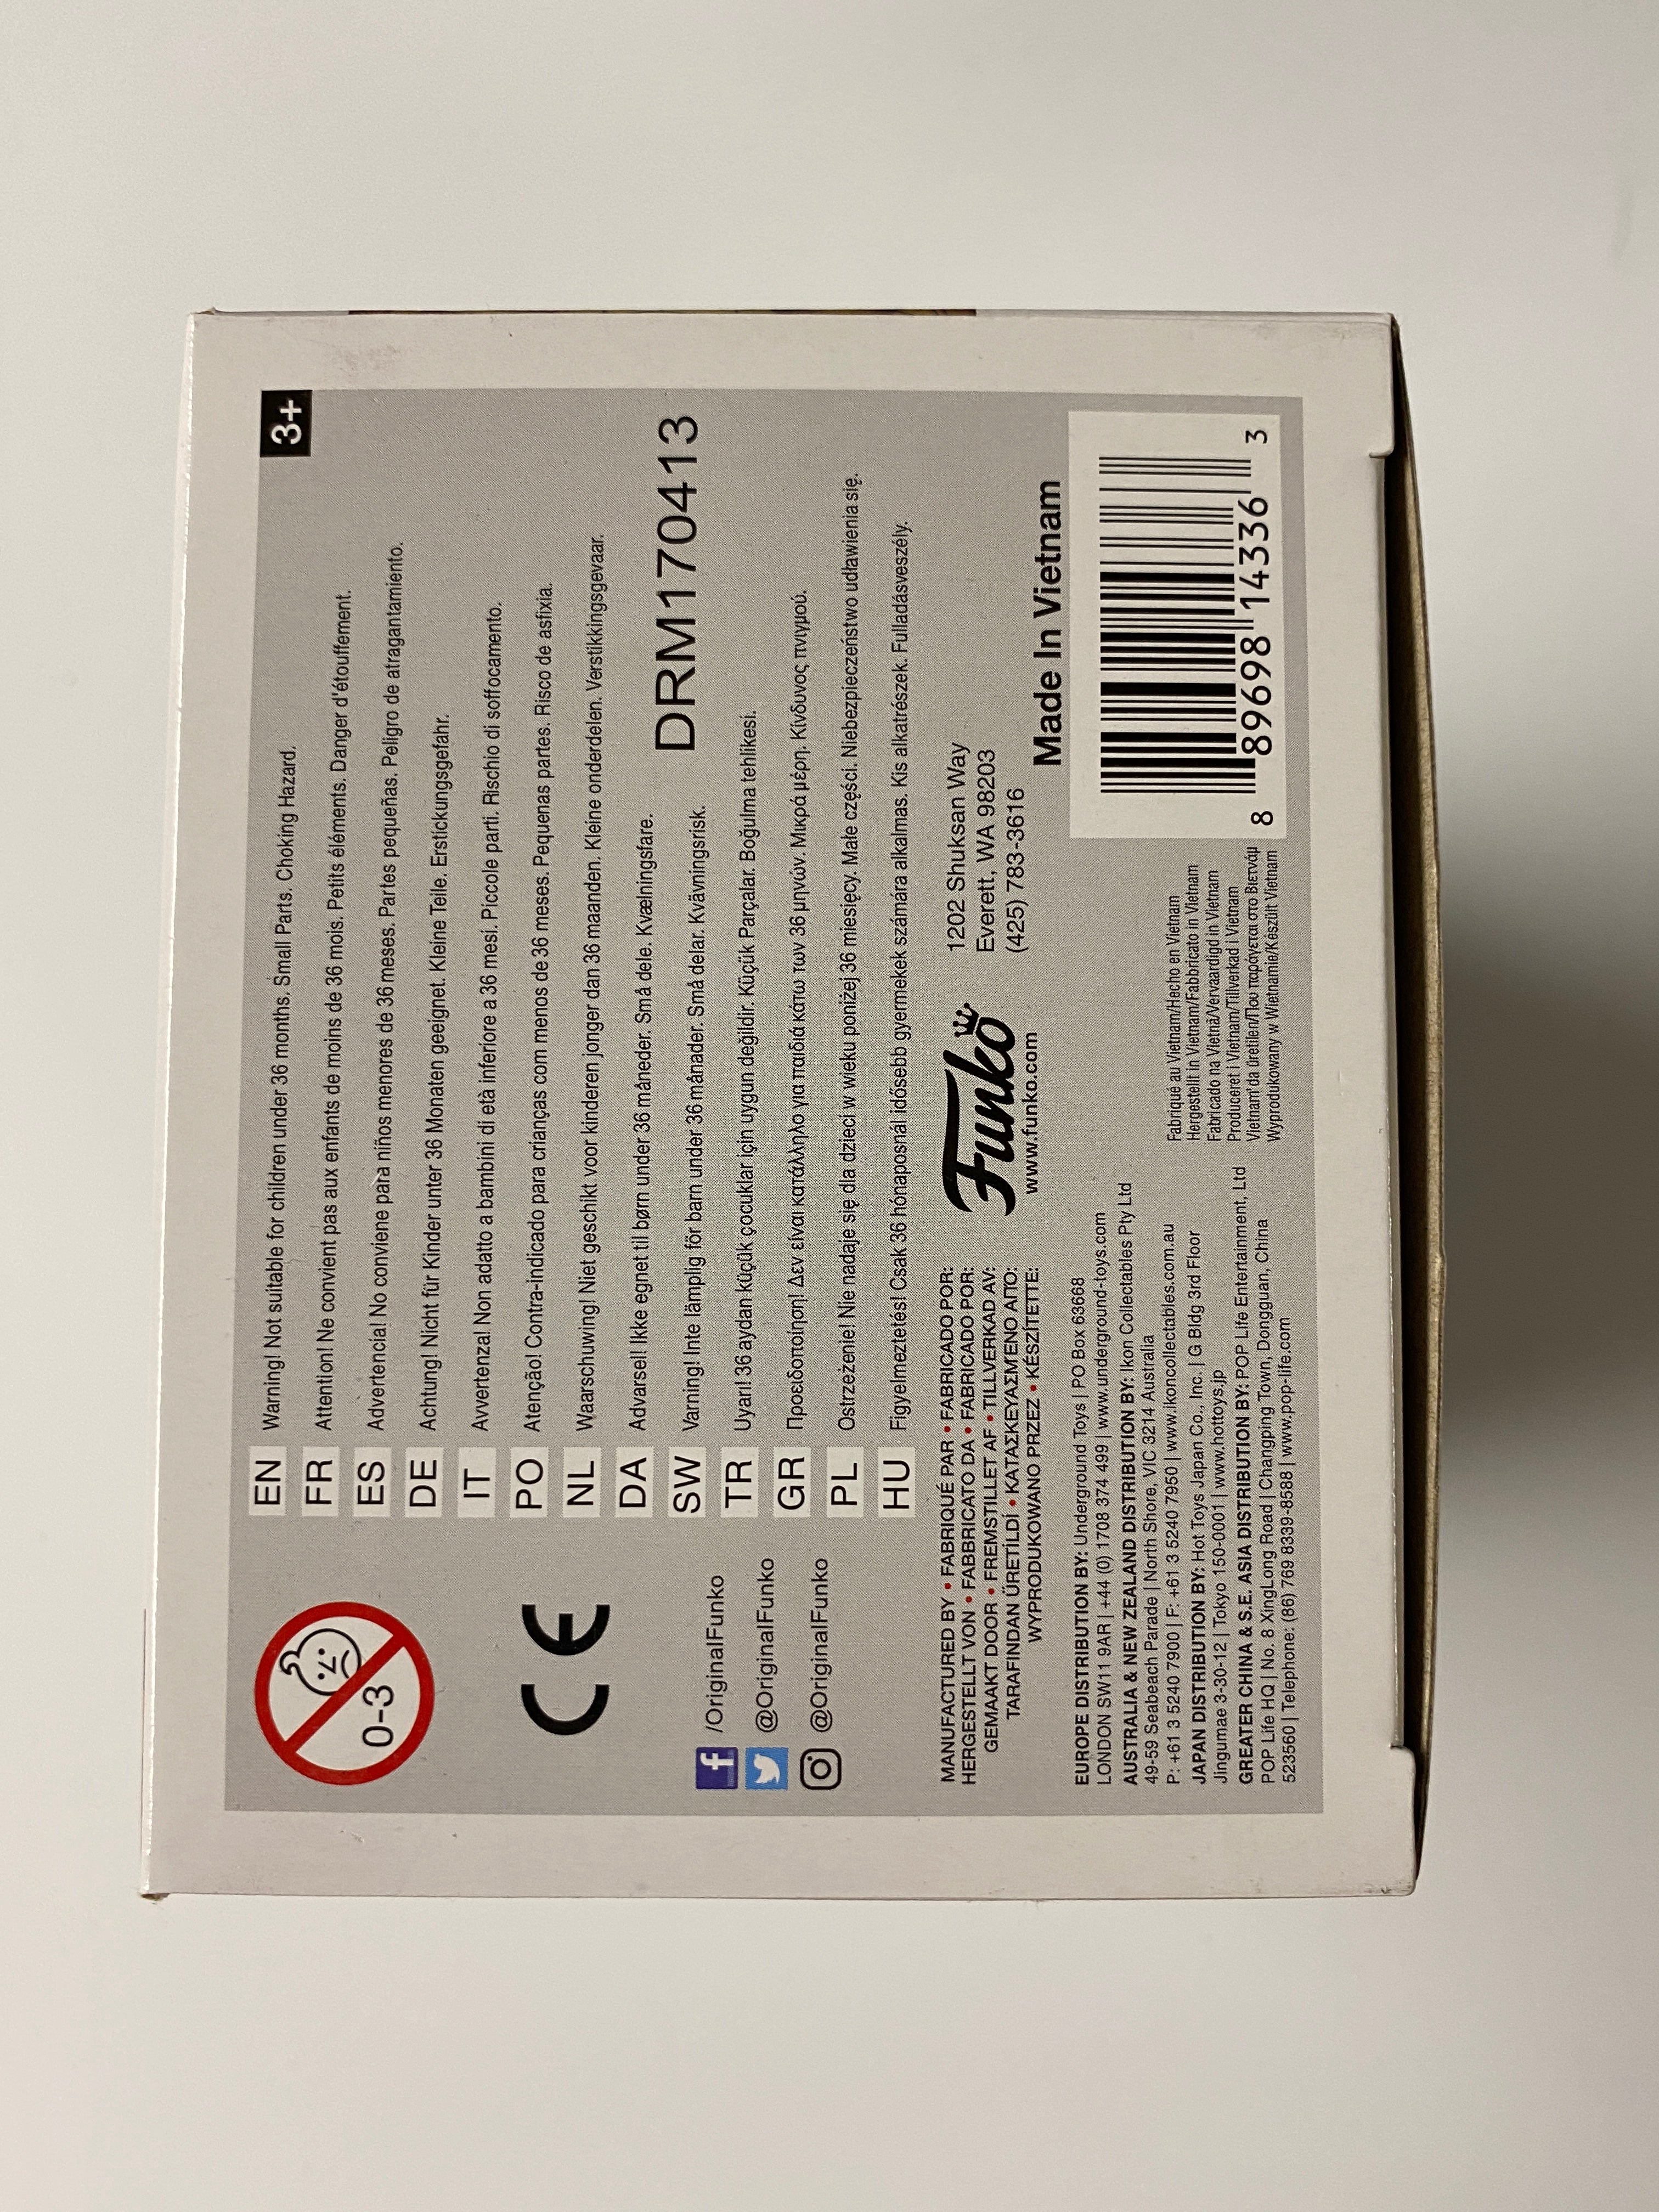 3+
0-3
EN Warning! Not suitable for children under 36 months. Small Parts. Choking Hazard.
FR Attention! Ne convient pas aux enfants de moins de 36 mois. Petits éléments. Danger d'étouffement.
ES Advertencia! No conviene para niños menores de 36 meses. Partes pequeñas. Peligro de atragantamiento.
DE Achtung! Nicht für Kinder unter 36 Monaten geeignet. Kleine Teile. Erstickungsgefahr.
IT Avvertenza! Non adatto a bambini di età inferiore a 36 mesi. Piccole parti. Rischio di soffocamento.
PO Atenção! Contra-indicado para crianças com menos de 36 meses. Pequenas partes. Risco de asfixia.
NL Waarschuwing! Niet geschikt voor kinderen jonger dan 36 maanden. Kleine onderdelen. Verstikkingsgevaar.
DA Advarsel! Ikke egnet til børn under 36 måneder. Små dele. Kvælningsfare.
SW Varning! Inte lämplig för barn under 36 månader. Små delar. Kvävningsrisk.
TR Uyarı! 36 aydan küçük çocuklar için uygun değildir. Küçük Parçalar. Boğulma tehlikesi.
GR Προειδοποίηση! Δεν είναι κατάλληλο για παιδιά κάτω των 36 μηνών. Μικρά μέρη. Κίνδυνος πνιγμού.
PL Ostrzeżenie! Nie nadaje się dla dzieci w wieku poniżej 36 miesięcy. Małe części. Niebezpieczeństwo udławienia się.
HU Figyelmeztetés! Csak 36 hónaposnál idősebb gyermekek számára alkalmas. Kis alkatrészek. Fulladásveszély.
DRM170413
CE
/OriginalFunko
@OriginalFunko
@OriginalFunko
MANUFACTURED BY • FABRIQUÉ PAR • FABRICADO POR:
HERGESTELLT VON • FABBRICATO DA • FABRICADO POR:
GEMAAKT DOOR • FREMSTILLET AF • TILLVERKAD AV:
TARAFINDAN ÜRETİLDİ • ΚΑΤΑΣΚΕΥΑΣΜΕΝΟ ΑΠΟ:
WYPRODUKOWANO PRZEZ • KÉSZÍTETTE:
Funko
www.funko.com
1202 Shuksan Way
Everett, WA 98203
(425) 783-3616
Made In Vietnam
EUROPE DISTRIBUTION BY: Underground Toys | PO Box 63668
LONDON SW11 9AR | +44 (0) 1708 374 499 | www.underground-toys.com
AUSTRALIA & NEW ZEALAND DISTRIBUTION BY: Ikon Collectables Pty Ltd
49-59 Seabeach Parade | North Shore, VIC 3214 Australia
P: +61 3 5240 7900 | F: +61 3 5240 7950 | www.ikoncollectables.com.au
JAPAN DISTRIBUTION BY: Hot Toys Japan Co., Inc. | G Bldg 3rd Floor
Jingumae 3-30-12 | Tokyo 150-0001 | www.hottoys.jp
GREATER CHINA & S.E. ASIA DISTRIBUTION BY: POP Life Entertainment, Ltd
POP Life HQ | No. 8 XingLong Road | Changping Town, Dongguan, China
523560 | Telephone: (86) 769 8339-8588 | www.pop-life.com
Fabriqué au Vietnam/Hecho en Vietnam
Hergestellt in Vietnam/Fabbricato in Vietnam
Fabricado na Vietnã/Vervaardigd in Vietnam
Produceret i Vietnam/Tillverkad i Vietnam
Vietnam'da üretilen/Που παράγεται στο Βιετνάμ
Wyprodukowany w Wietnamie/Készült Vietnam
8 89698 14336 3